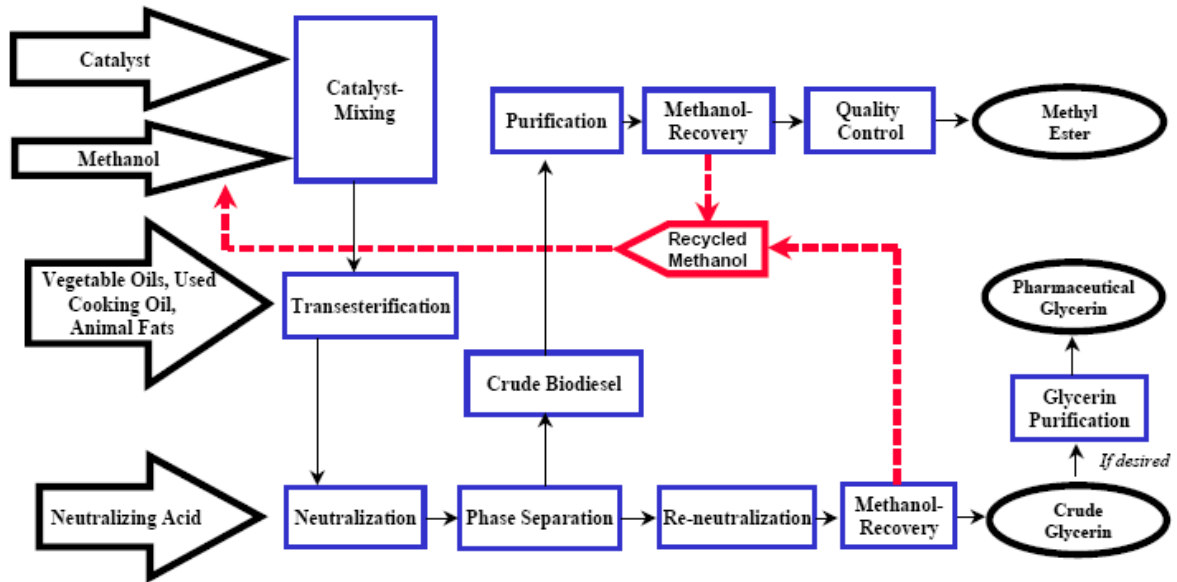 Catalyst
Methanol
Catalyst-
Mixing
Purification
Methanol-
Recovery
Quality
Control
Methyl
Ester
Recycled
Methanol
Vegetable Oils, Used
Cooking Oil,
Animal Fats
Transesterification
Pharmaceutical
Glycerin
Crude Biodiesel
Glycerin
Purification
If desired
Neutralizing Acid
Neutralization
Phase Separation
Re-neutralization
Methanol-
Recovery
Crude
Glycerin